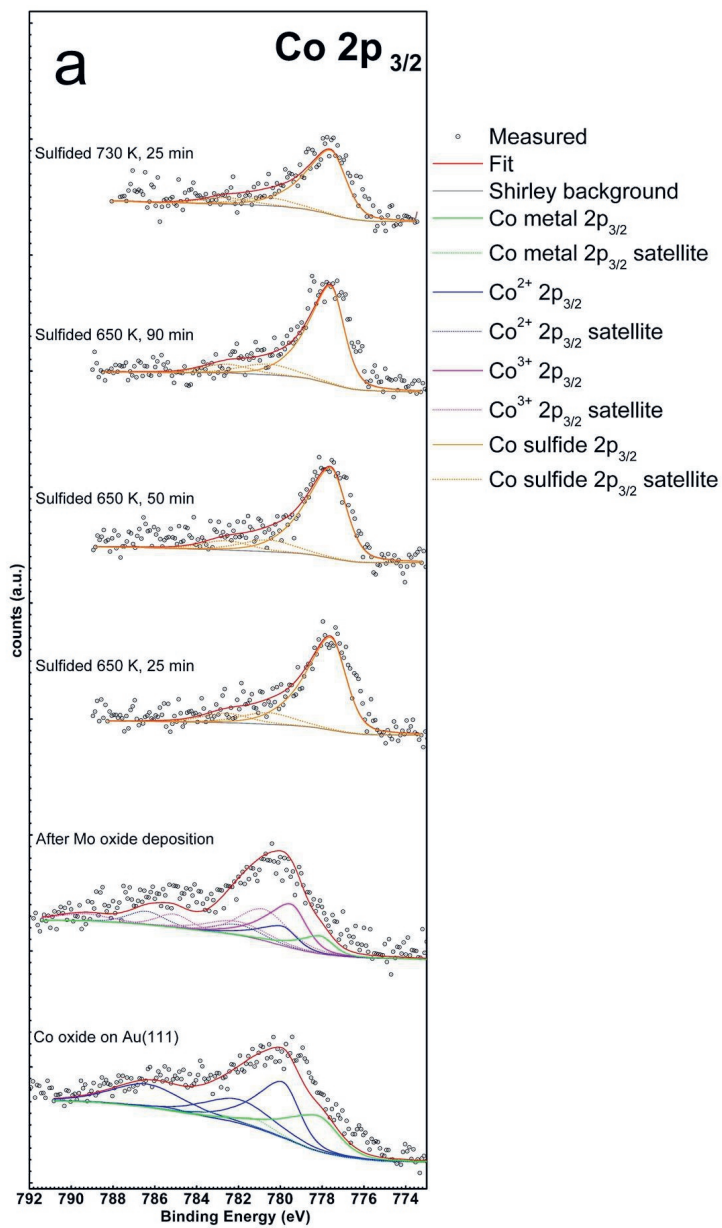 a
Co 2p 3/2
Sulfided 730 K, 25 min
Sulfided 650 K, 90 min
Sulfided 650 K, 50 min
Sulfided 650 K, 25 min
After Mo oxide deposition
Co oxide on Au(111)
counts (a.u.)
792 790 788 786 784 782 780 778 776 774
Binding Energy (eV)
Measured
Fit
Shirley background
Co metal 2p3/2
Co metal 2p3/2 satellite
Co2+ 2p3/2
Co2+ 2p3/2 satellite
Co3+ 2p3/2
Co3+ 2p3/2 satellite
Co sulfide 2p3/2
Co sulfide 2p3/2 satellite